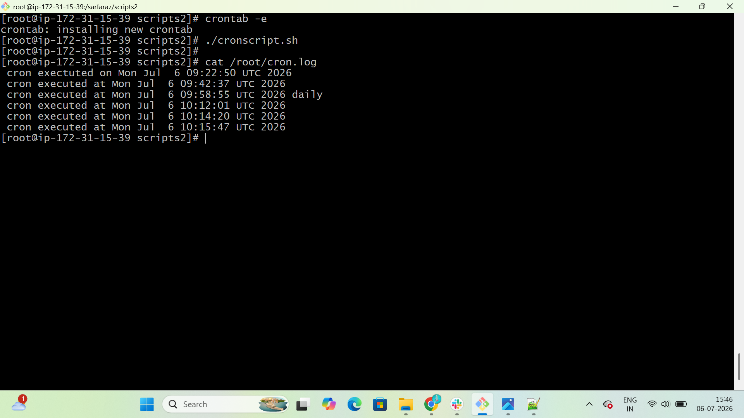 root@ip-172-31-15-39:/santaraz/scripts2
[root@ip-172-31-15-39 scripts2]# crontab -e
crontab: installing new crontab
[root@ip-172-31-15-39 scripts2]# ./cronscript.sh
[root@ip-172-31-15-39 scripts2]#
[root@ip-172-31-15-39 scripts2]# cat /root/cron.log
cron exectuted on Mon Jul  6 09:22:50 UTC 2026
cron executed at Mon Jul  6 09:42:37 UTC 2026
cron executed at Mon Jul  6 09:58:55 UTC 2026 daily
cron executed at Mon Jul  6 10:12:01 UTC 2026
cron executed at Mon Jul  6 10:14:20 UTC 2026
cron executed at Mon Jul  6 10:15:47 UTC 2026
[root@ip-172-31-15-39 scripts2]#
1
Search
1
ENG
IN
15:46
06-07-2026